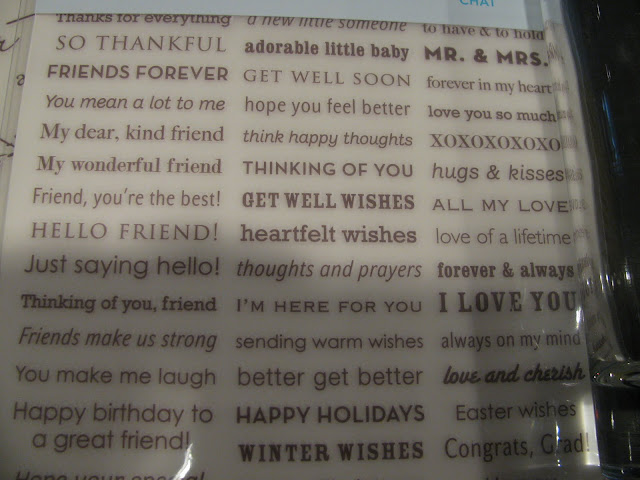 CHAT
Thanks for everything
SO THANKFUL
FRIENDS FOREVER
You mean a lot to me
My dear, kind friend
My wonderful friend
Friend, you're the best!
HELLO FRIEND!
Just saying hello!
Thinking of you, friend
Friends make us strong
You make me laugh
Happy birthday to
a great friend!
Hope your special
a new little someone
adorable little baby
GET WELL SOON
hope you feel better
think happy thoughts
THINKING OF YOU
GET WELL WISHES
heartfelt wishes
thoughts and prayers
I'M HERE FOR YOU
sending warm wishes
better get better
HAPPY HOLIDAYS
WINTER WISHES
to have & to hold
MR. & MRS.
forever in my heart
love you so much
XOXOXOXOXO
hugs & kisses
ALL MY LOVE
love of a lifetime
forever & always
I LOVE YOU
always on my mind
love and cherish
Easter wishes
Congrats, Grad!